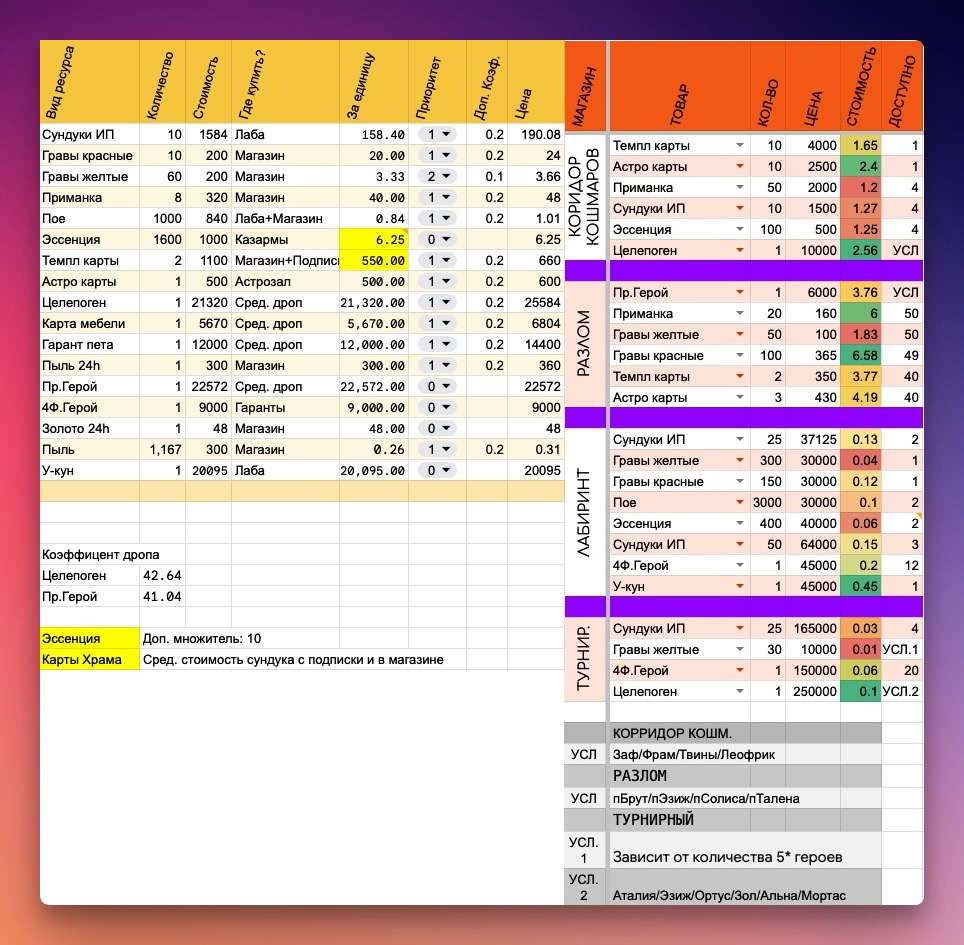 Вид ресурса Количество Стоимость Где купить? За единицу Приоритет Доп. Коэф. Цена
Сундуки ИП 10 1584 Лаба 158.40 1 0.2 190.08
Гравы красные 10 200 Магазин 20.00 1 0.2 24
Гравы желтые 60 200 Магазин 3.33 2 0.1 3.66
Приманка 8 320 Магазин 40.00 1 0.2 48
Пое 1000 840 Лаба+Магазин 0.84 1 0.2 1.01
Эссенция 1600 1000 Казармы 6.25 0 6.25
Темпл карты 2 1100 Магазин+Подписк 550.00 1 0.2 660
Астро карты 1 500 Астрозал 500.00 1 0.2 600
Целепоген 1 21320 Сред. дроп 21,320.00 1 0.2 25584
Карта мебели 1 5670 Сред. дроп 5,670.00 1 0.2 6804
Гарант пета 1 12000 Сред. дроп 12,000.00 1 0.2 14400
Пыль 24h 1 300 Магазин 300.00 1 0.2 360
Пр.Герой 1 22572 Сред. дроп 22,572.00 0 22572
4Ф.Герой 1 9000 Гаранты 9,000.00 0 9000
Золото 24h 1 48 Магазин 48.00 0 48
Пыль 1,167 300 Магазин 0.26 1 0.2 0.31
У-кун 1 20095 Лаба 20,095.00 0 20095
Коэффицент дропа
Целепоген 42.64
Пр.Герой 41.04
Эссенция Доп. множитель: 10
Карты Храма Сред. стоимость сундука с подписки и в магазине
МАГАЗИН ТОВАР КОЛ-ВО ЦЕНА СТОИМОСТЬ ДОСТУПНО
КОРИДОР
КОШМАРОВ
Темпл карты 10 4000 1.65 1
Астро карты 10 2500 2.4 1
Приманка 50 2000 1.2 4
Сундуки ИП 10 1500 1.27 4
Эссенция 100 500 1.25 4
Целепоген 1 10000 2.56 УСЛ
РАЗЛОМ
Пр.Герой 1 6000 3.76 УСЛ
Приманка 20 160 6 50
Гравы желтые 50 100 1.83 50
Гравы красные 100 365 6.58 49
Темпл карты 2 350 3.77 40
Астро карты 3 430 4.19 40
ЛАБИРИНТ
Сундуки ИП 25 37125 0.13 2
Гравы желтые 300 30000 0.04 1
Гравы красные 150 30000 0.12 1
Пое 3000 30000 0.1 2
Эссенция 400 40000 0.06 2
Сундуки ИП 50 64000 0.15 3
4Ф.Герой 1 45000 0.2 12
У-кун 1 45000 0.45 1
ТУРНИР.
Сундуки ИП 25 165000 0.03 4
Гравы желтые 30 10000 0.01 УСЛ.1
4Ф.Герой 1 150000 0.06 20
Целепоген 1 250000 0.1 УСЛ.2
КОРРИДОР КОШМ.
УСЛ Заф/Фрам/Твины/Леофрик
РАЗЛОМ
УСЛ пБрут/пЭзиж/пСолиса/пТалена
ТУРНИРНЫЙ
УСЛ.
1 Зависит от количества 5* героев
УСЛ.
2 Аталия/Эзиж/Ортус/Зол/Альна/Мортас